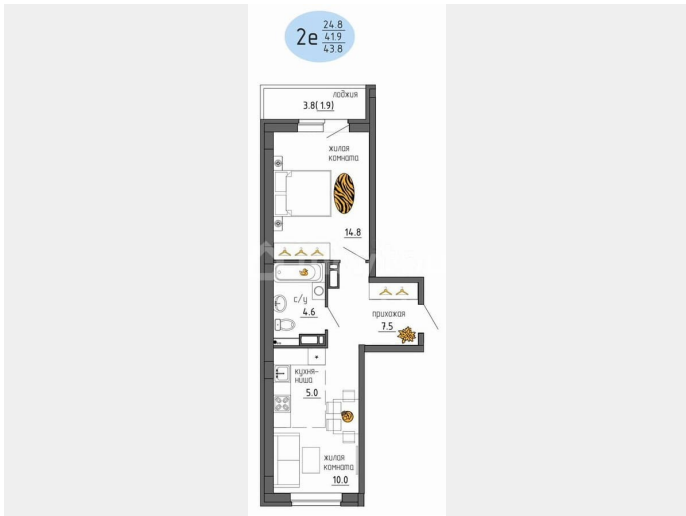 2е
24.8
41.9
43.8
лоджия
3.8(1.9)
жилая
комната
14.8
с/у
4.6
прихожая
7.5
кухня-
ниша
5.0
жилая
комната
10.0